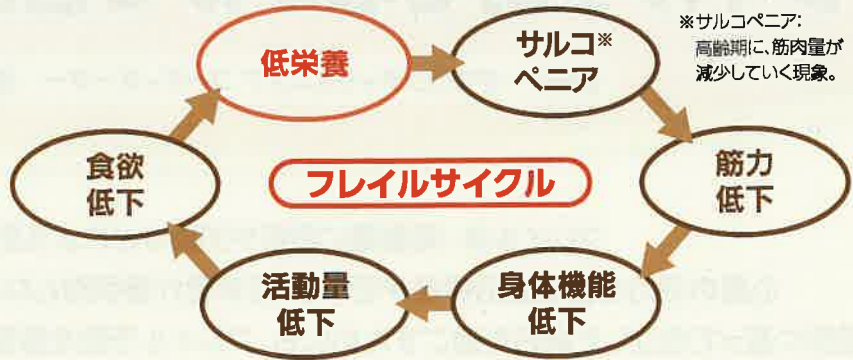 低栄養
サルコ※
ペニア
※サルコペニア:
高齢期に、筋肉量が
減少していく現象。
筋力
低下
身体機能
低下
活動量
低下
食欲
低下
フレイルサイクル